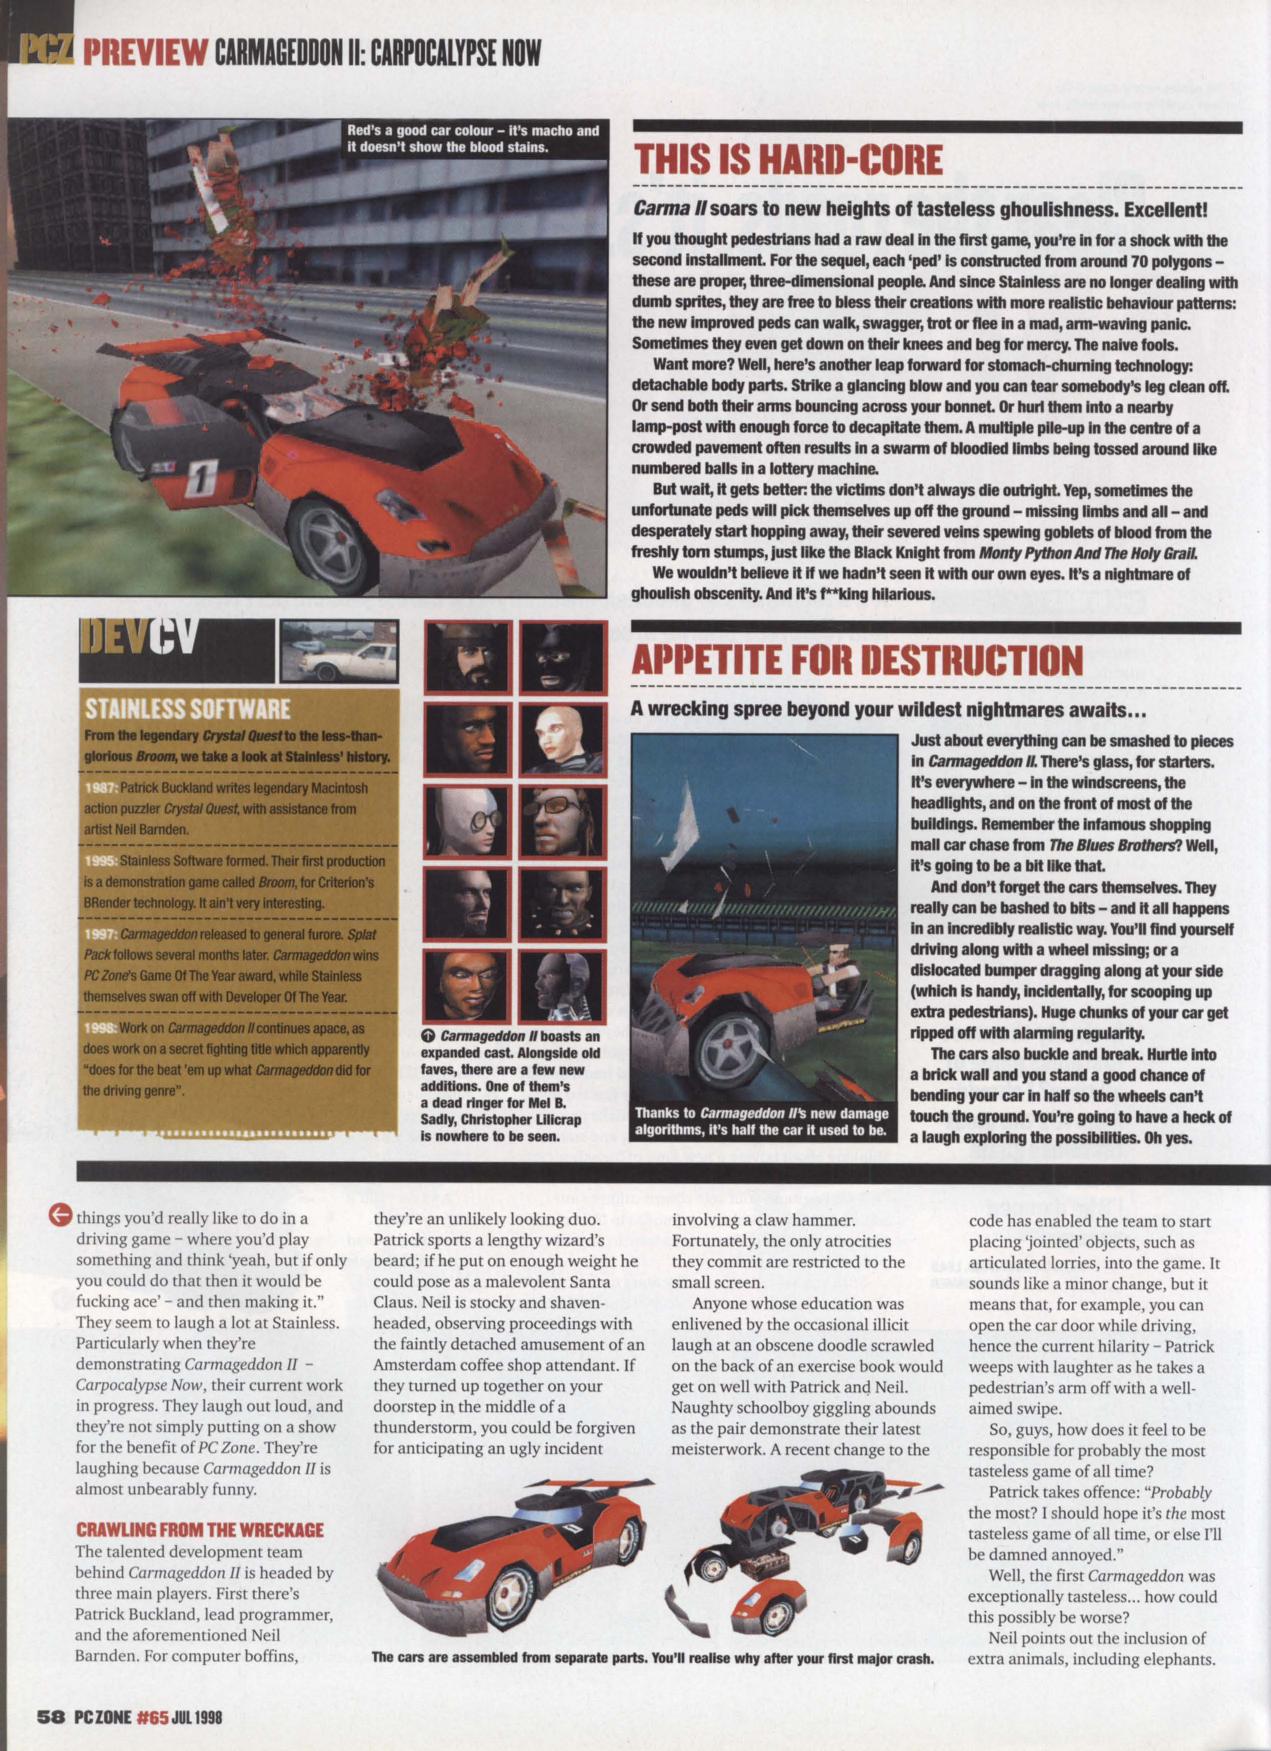 PCZ PREVIEW CARMAGEDDON II: CARPOCALYPSE NOW
Red's a good car colour – it's macho and
it doesn't show the blood stains.
1
THIS IS HARD-CORE
Carma II soars to new heights of tasteless ghoulishness. Excellent!
If you thought pedestrians had a raw deal in the first game, you're in for a shock with the
second installment. For the sequel, each 'ped' is constructed from around 70 polygons –
these are proper, three-dimensional people. And since Stainless are no longer dealing with
dumb sprites, they are free to bless their creations with more realistic behaviour patterns:
the new improved peds can walk, swagger, trot or flee in a mad, arm-waving panic.
Sometimes they even get down on their knees and beg for mercy. The naive fools.
Want more? Well, here's another leap forward for stomach-churning technology:
detachable body parts. Strike a glancing blow and you can tear somebody's leg clean off.
Or send both their arms bouncing across your bonnet. Or hurl them into a nearby
lamp-post with enough force to decapitate them. A multiple pile-up in the centre of a
crowded pavement often results in a swarm of bloodied limbs being tossed around like
numbered balls in a lottery machine.
But wait, it gets better: the victims don't always die outright. Yep, sometimes the
unfortunate peds will pick themselves up off the ground – missing limbs and all – and
desperately start hopping away, their severed veins spewing goblets of blood from the
freshly torn stumps, just like the Black Knight from Monty Python And The Holy Grail.
We wouldn't believe it if we hadn't seen it with our own eyes. It's a nightmare of
ghoulish obscenity. And it's f**king hilarious.
DEVCV
STAINLESS SOFTWARE
From the legendary Crystal Quest to the less-than-
glorious Broom, we take a look at Stainless' history.
1987: Patrick Buckland writes legendary Macintosh
action puzzler Crystal Quest, with assistance from
artist Neil Barnden.
1995: Stainless Software formed. Their first production
is a demonstration game called Broom, for Criterion's
BRender technology. It ain't very interesting.
1997: Carmageddon released to general furore. Splat
Pack follows several months later. Carmageddon wins
PC Zone's Game Of The Year award, while Stainless
themselves swan off with Developer Of The Year.
1998: Work on Carmageddon II continues apace, as
does work on a secret fighting title which apparently
"does for the beat 'em up what Carmageddon did for
the driving genre".
Carmageddon II boasts an
expanded cast. Alongside old
faves, there are a few new
additions. One of them's
a dead ringer for Mel B.
Sadly, Christopher Lilicrap
is nowhere to be seen.
APPETITE FOR DESTRUCTION
A wrecking spree beyond your wildest nightmares awaits...
Thanks to Carmageddon II's new damage
algorithms, it's half the car it used to be.
Just about everything can be smashed to pieces
in Carmageddon II. There's glass, for starters.
It's everywhere – in the windscreens, the
headlights, and on the front of most of the
buildings. Remember the infamous shopping
mall car chase from The Blues Brothers? Well,
it's going to be a bit like that.
And don't forget the cars themselves. They
really can be bashed to bits – and it all happens
in an incredibly realistic way. You'll find yourself
driving along with a wheel missing; or a
dislocated bumper dragging along at your side
(which is handy, incidentally, for scooping up
extra pedestrians). Huge chunks of your car get
ripped off with alarming regularity.
The cars also buckle and break. Hurtle into
a brick wall and you stand a good chance of
bending your car in half so the wheels can't
touch the ground. You're going to have a heck of
a laugh exploring the possibilities. Oh yes.
things you'd really like to do in a
driving game – where you'd play
something and think 'yeah, but if only
you could do that then it would be
fucking ace' – and then making it."
They seem to laugh a lot at Stainless.
Particularly when they're
demonstrating Carmageddon II –
Carpocalypse Now, their current work
in progress. They laugh out loud, and
they're not simply putting on a show
for the benefit of PC Zone. They're
laughing because Carmageddon II is
almost unbearably funny.
CRAWLING FROM THE WRECKAGE
The talented development team
behind Carmageddon II is headed by
three main players. First there's
Patrick Buckland, lead programmer,
and the aforementioned Neil
Barnden. For computer boffins,
they're an unlikely looking duo.
Patrick sports a lengthy wizard's
beard; if he put on enough weight he
could pose as a malevolent Santa
Claus. Neil is stocky and shaven-
headed, observing proceedings with
the faintly detached amusement of an
Amsterdam coffee shop attendant. If
they turned up together on your
doorstep in the middle of a
thunderstorm, you could be forgiven
for anticipating an ugly incident
involving a claw hammer.
Fortunately, the only atrocities
they commit are restricted to the
small screen.
Anyone whose education was
enlivened by the occasional illicit
laugh at an obscene doodle scrawled
on the back of an exercise book would
get on well with Patrick and Neil.
Naughty schoolboy giggling abounds
as the pair demonstrate their latest
meisterwork. A recent change to the
The cars are assembled from separate parts. You'll realise why after your first major crash.
code has enabled the team to start
placing 'jointed' objects, such as
articulated lorries, into the game. It
sounds like a minor change, but it
means that, for example, you can
open the car door while driving,
hence the current hilarity – Patrick
weeps with laughter as he takes a
pedestrian's arm off with a well-
aimed swipe.
So, guys, how does it feel to be
responsible for probably the most
tasteless game of all time?
Patrick takes offence: "Probably
the most? I should hope it's the most
tasteless game of all time, or else I'll
be damned annoyed."
Well, the first Carmageddon was
exceptionally tasteless... how could
this possibly be worse?
Neil points out the inclusion of
extra animals, including elephants.
58 PC ZONE #65 JUL 1998